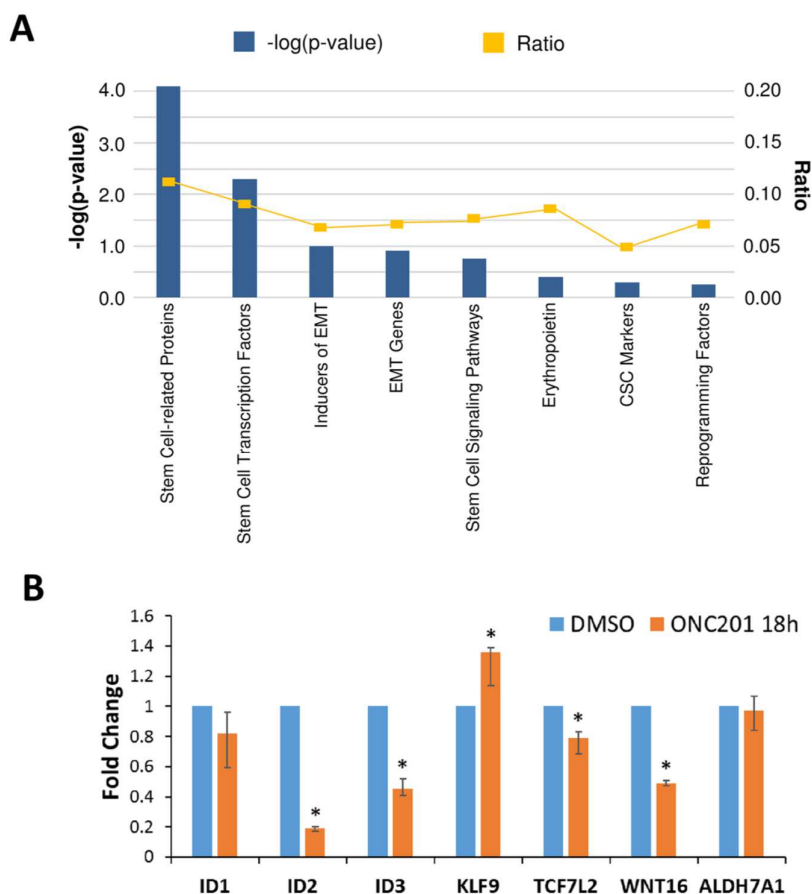 A
-log(p-value) Ratio
4.0 0.20
3.0 0.15
2.0 0.10
1.0 0.05
0.0 0.00
-log(p-value)
Ratio
Stem Cell-related Proteins
Stem Cell Transcription Factors
Inducers of EMT
EMT Genes
Stem Cell Signaling Pathways
Erythropoietin
CSC Markers
Reprogramming Factors
B
DMSO ONC201 18h
Fold Change
1.6
1.4
1.2
1
0.8
0.6
0.4
0.2
0
* * * * *
ID1 ID2 ID3 KLF9 TCF7L2 WNT16 ALDH7A1